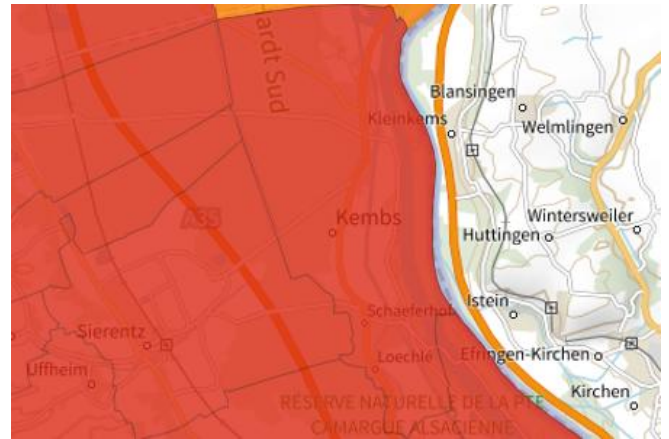 ardt Sud
Blansingen
Kleinkems
Welmlingen
A35
Kembs
Wintersweiler
Huttingen
Istein
Schaeferhof
Sierentz
Loechlé
Efringen-Kirchen
Uffheim
Kirchen
RÉSERVE NATURELLE DE LA PTE
CAMARGUE ALSACIENNE